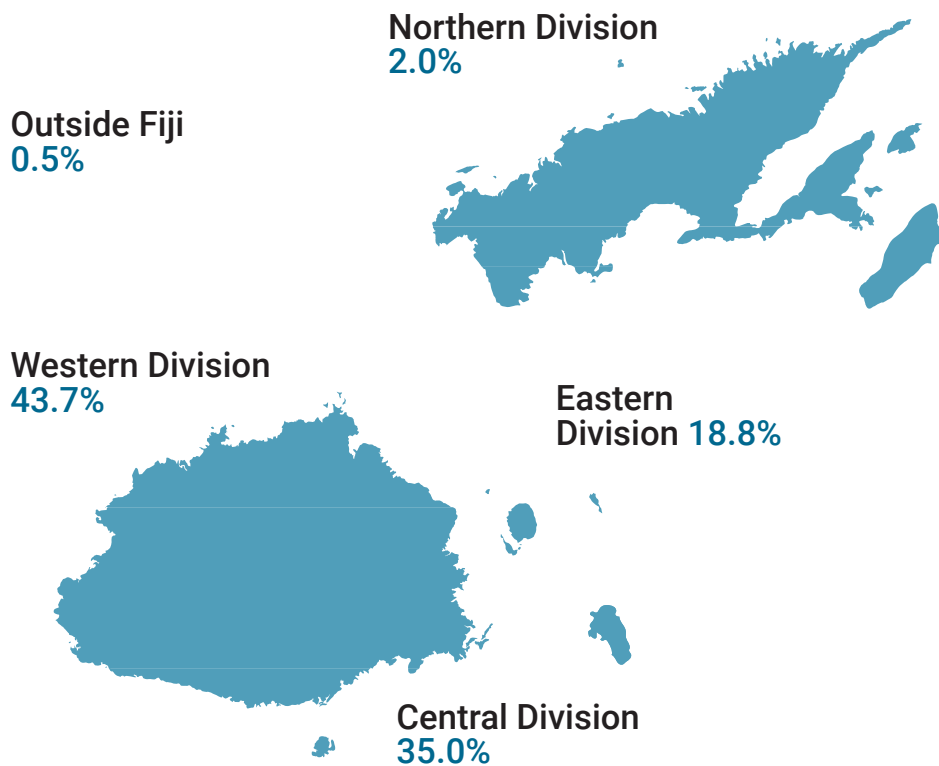 Northern Division
2.0%
Outside Fiji
0.5%
Western Division
43.7%
Eastern
Division 18.8%
Central Division
35.0%